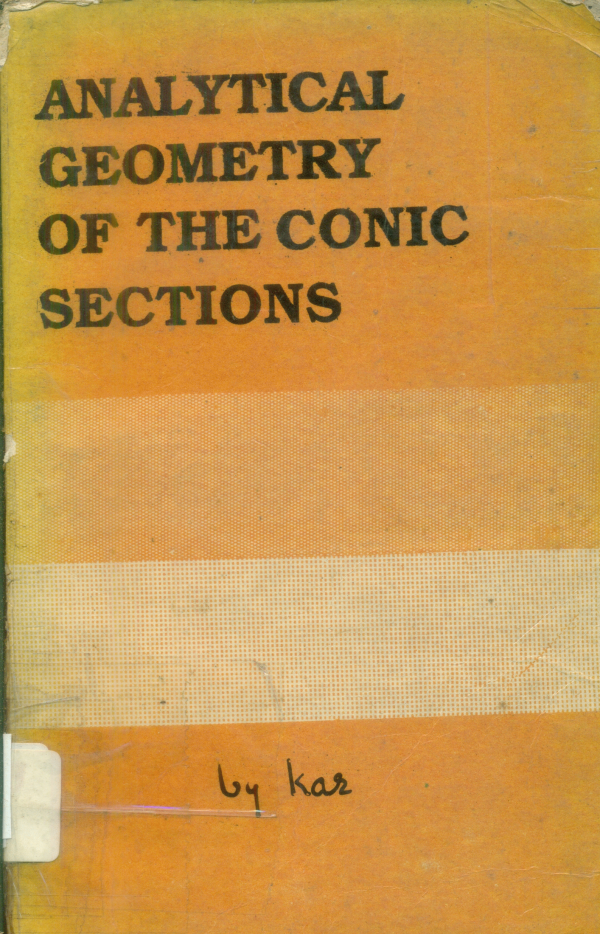 ANALYTICAL
GEOMETRY
OF THE CONIC
SECTIONS
by kar